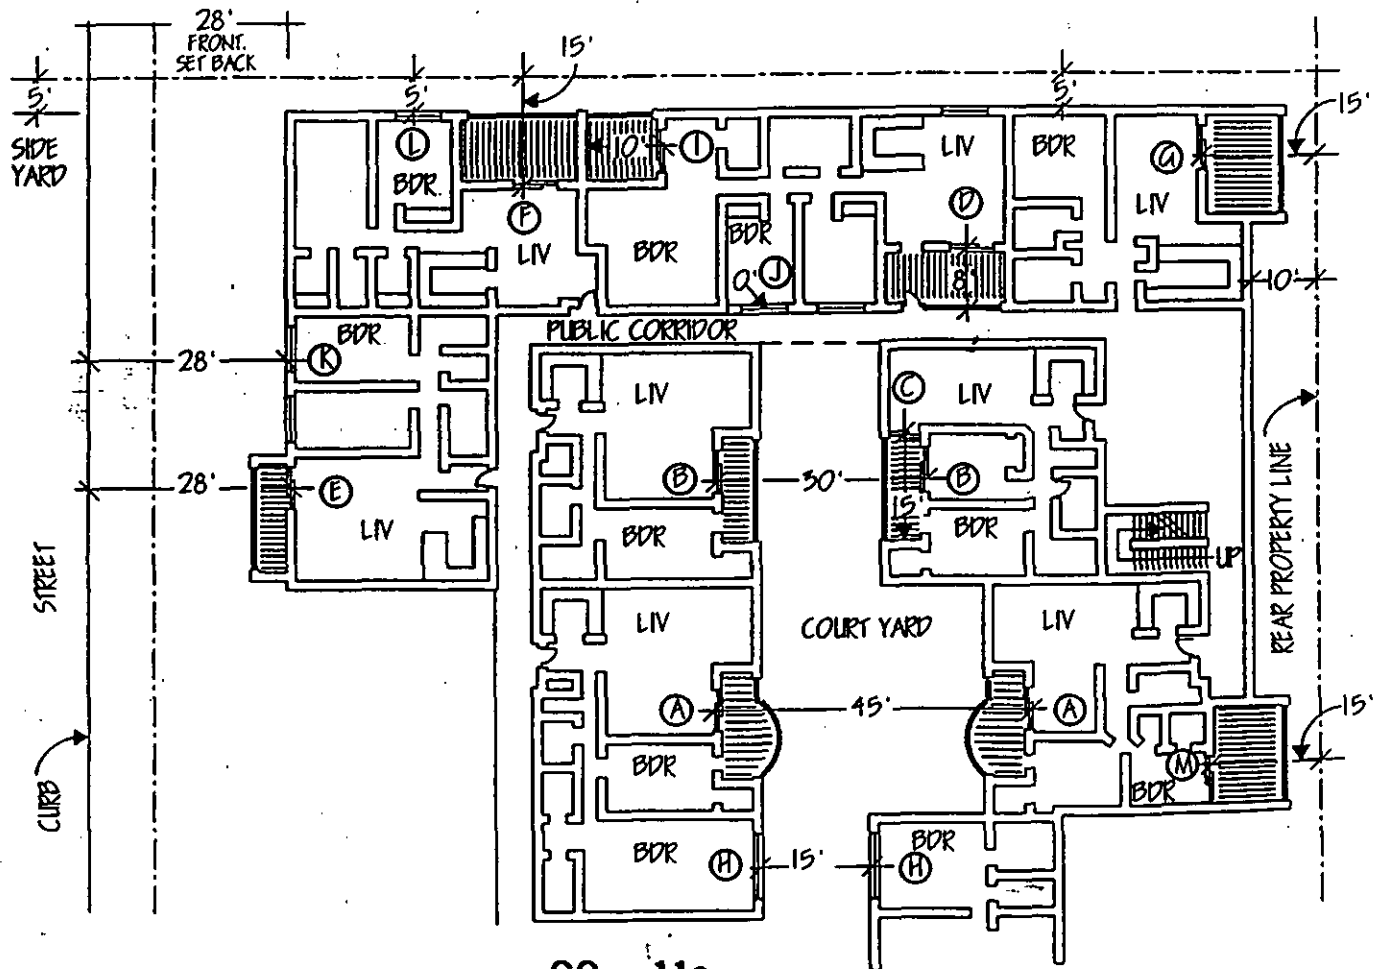 28'
FRONT.
SET BACK
15'
5'
SIDE
YARD
5'
5'
15'
L
BDR.
10'
I
LIV
BDR
G
F
LIV
BDR
BDR
J
0'
D
LIV
8'
10'
PUBLIC CORRIDOR
BDR
K
28'
LIV
C
LIV
28'
E
LIV
B
30'
B
15'
BDR
BDR
UP
REAR PROPERTY LINE
STREET
LIV
COURT YARD
LIV
A
45'
A
15'
BDR
M
BDR
CURB
BDR
H
15'
H
BDR